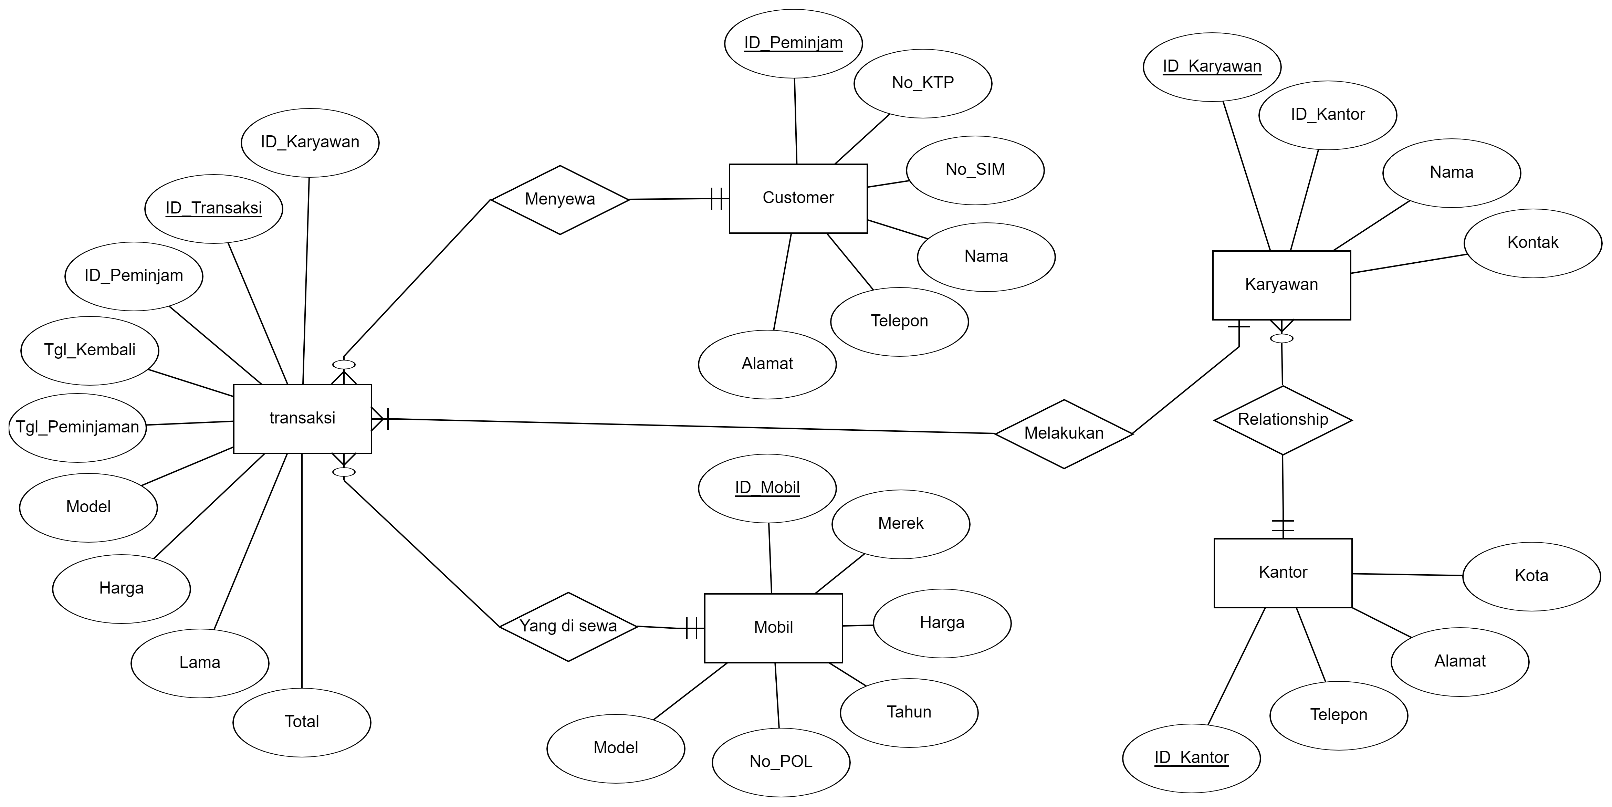 ID_Peminjam
No_KTP
No_SIM
Nama
Telepon
Alamat
Customer
Menyewa
ID_Karyawan
ID_Transaksi
ID_Peminjam
Tgl_Kembali
Tgl_Peminjaman
Model
Harga
Lama
Total
transaksi
Melakukan
ID_Karyawan
ID_Kantor
Nama
Kontak
Karyawan
Relationship
Kantor
Kota
Alamat
Telepon
ID_Kantor
Yang di sewa
Mobil
ID_Mobil
Merek
Harga
Tahun
No_POL
Model